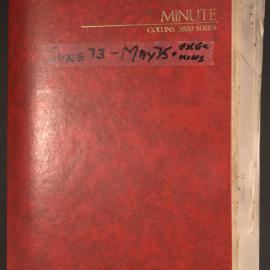 MINUTE
COLLINS 3880 SERIES
JUNE 73 - MAY 75 + EXEC
MINS